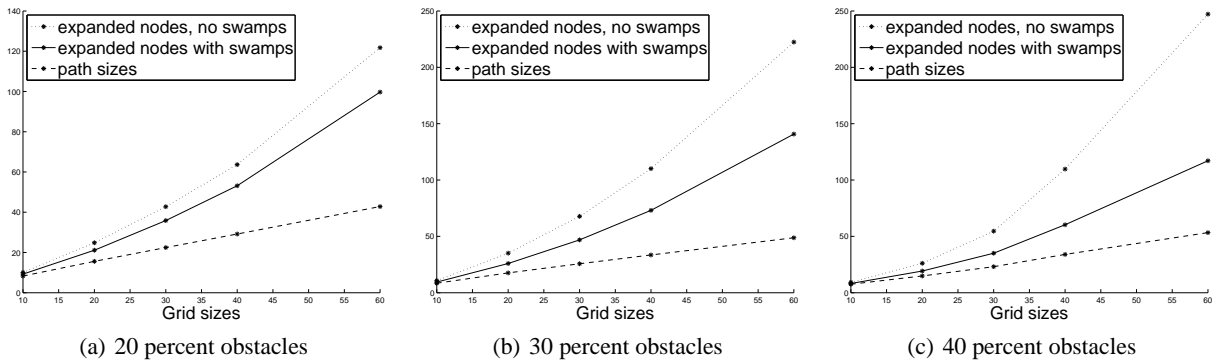 140
120
100
80
60
40
20
0
expanded nodes, no swamps
expanded nodes with swamps
path sizes
10 15 20 25 30 35 40 45 50 55 60
Grid sizes
(a) 20 percent obstacles
250
200
150
100
50
0
expanded nodes, no swamps
expanded nodes with swamps
path sizes
10 15 20 25 30 35 40 45 50 55 60
Grid sizes
(b) 30 percent obstacles
250
200
150
100
50
0
expanded nodes, no swamps
expanded nodes with swamps
path sizes
10 15 20 25 30 35 40 45 50 55 60
Grid sizes
(c) 40 percent obstacles